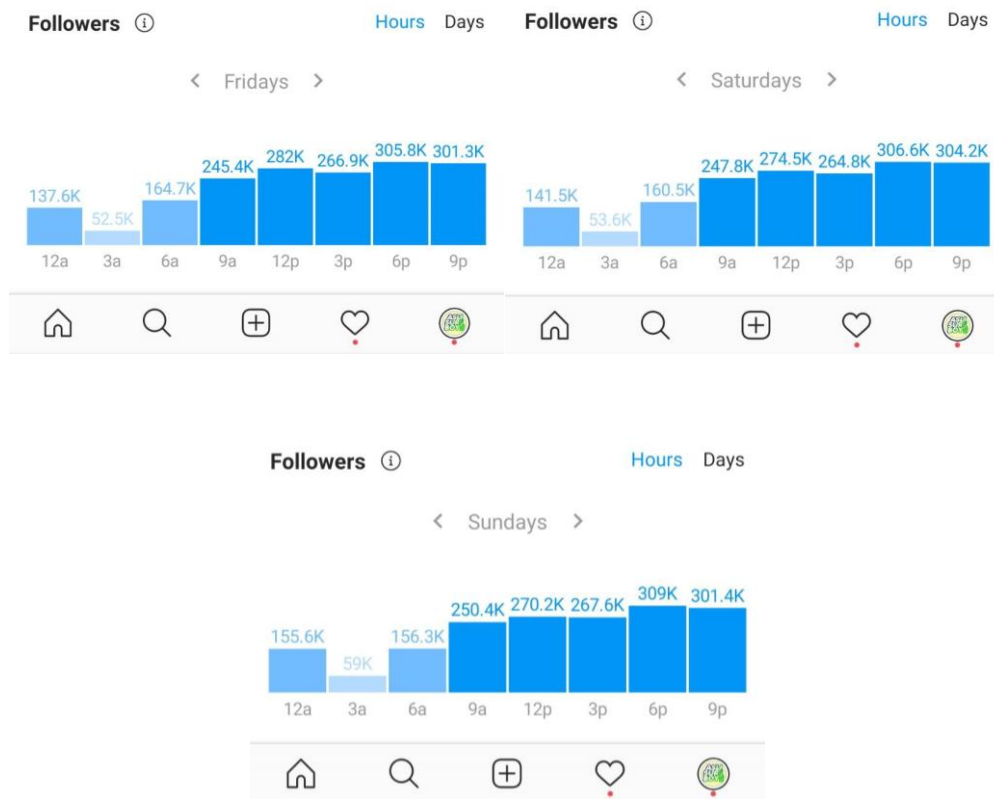 Followers Hours Days
Fridays
137.6K 52.5K 164.7K 245.4K 282K 266.9K 305.8K 301.3K
12a 3a 6a 9a 12p 3p 6p 9p
Followers Hours Days
Saturdays
141.5K 53.6K 160.5K 247.8K 274.5K 264.8K 306.6K 304.2K
12a 3a 6a 9a 12p 3p 6p 9p
Followers Hours Days
Sundays
155.6K 59K 156.3K 250.4K 270.2K 267.6K 309K 301.4K
12a 3a 6a 9a 12p 3p 6p 9p